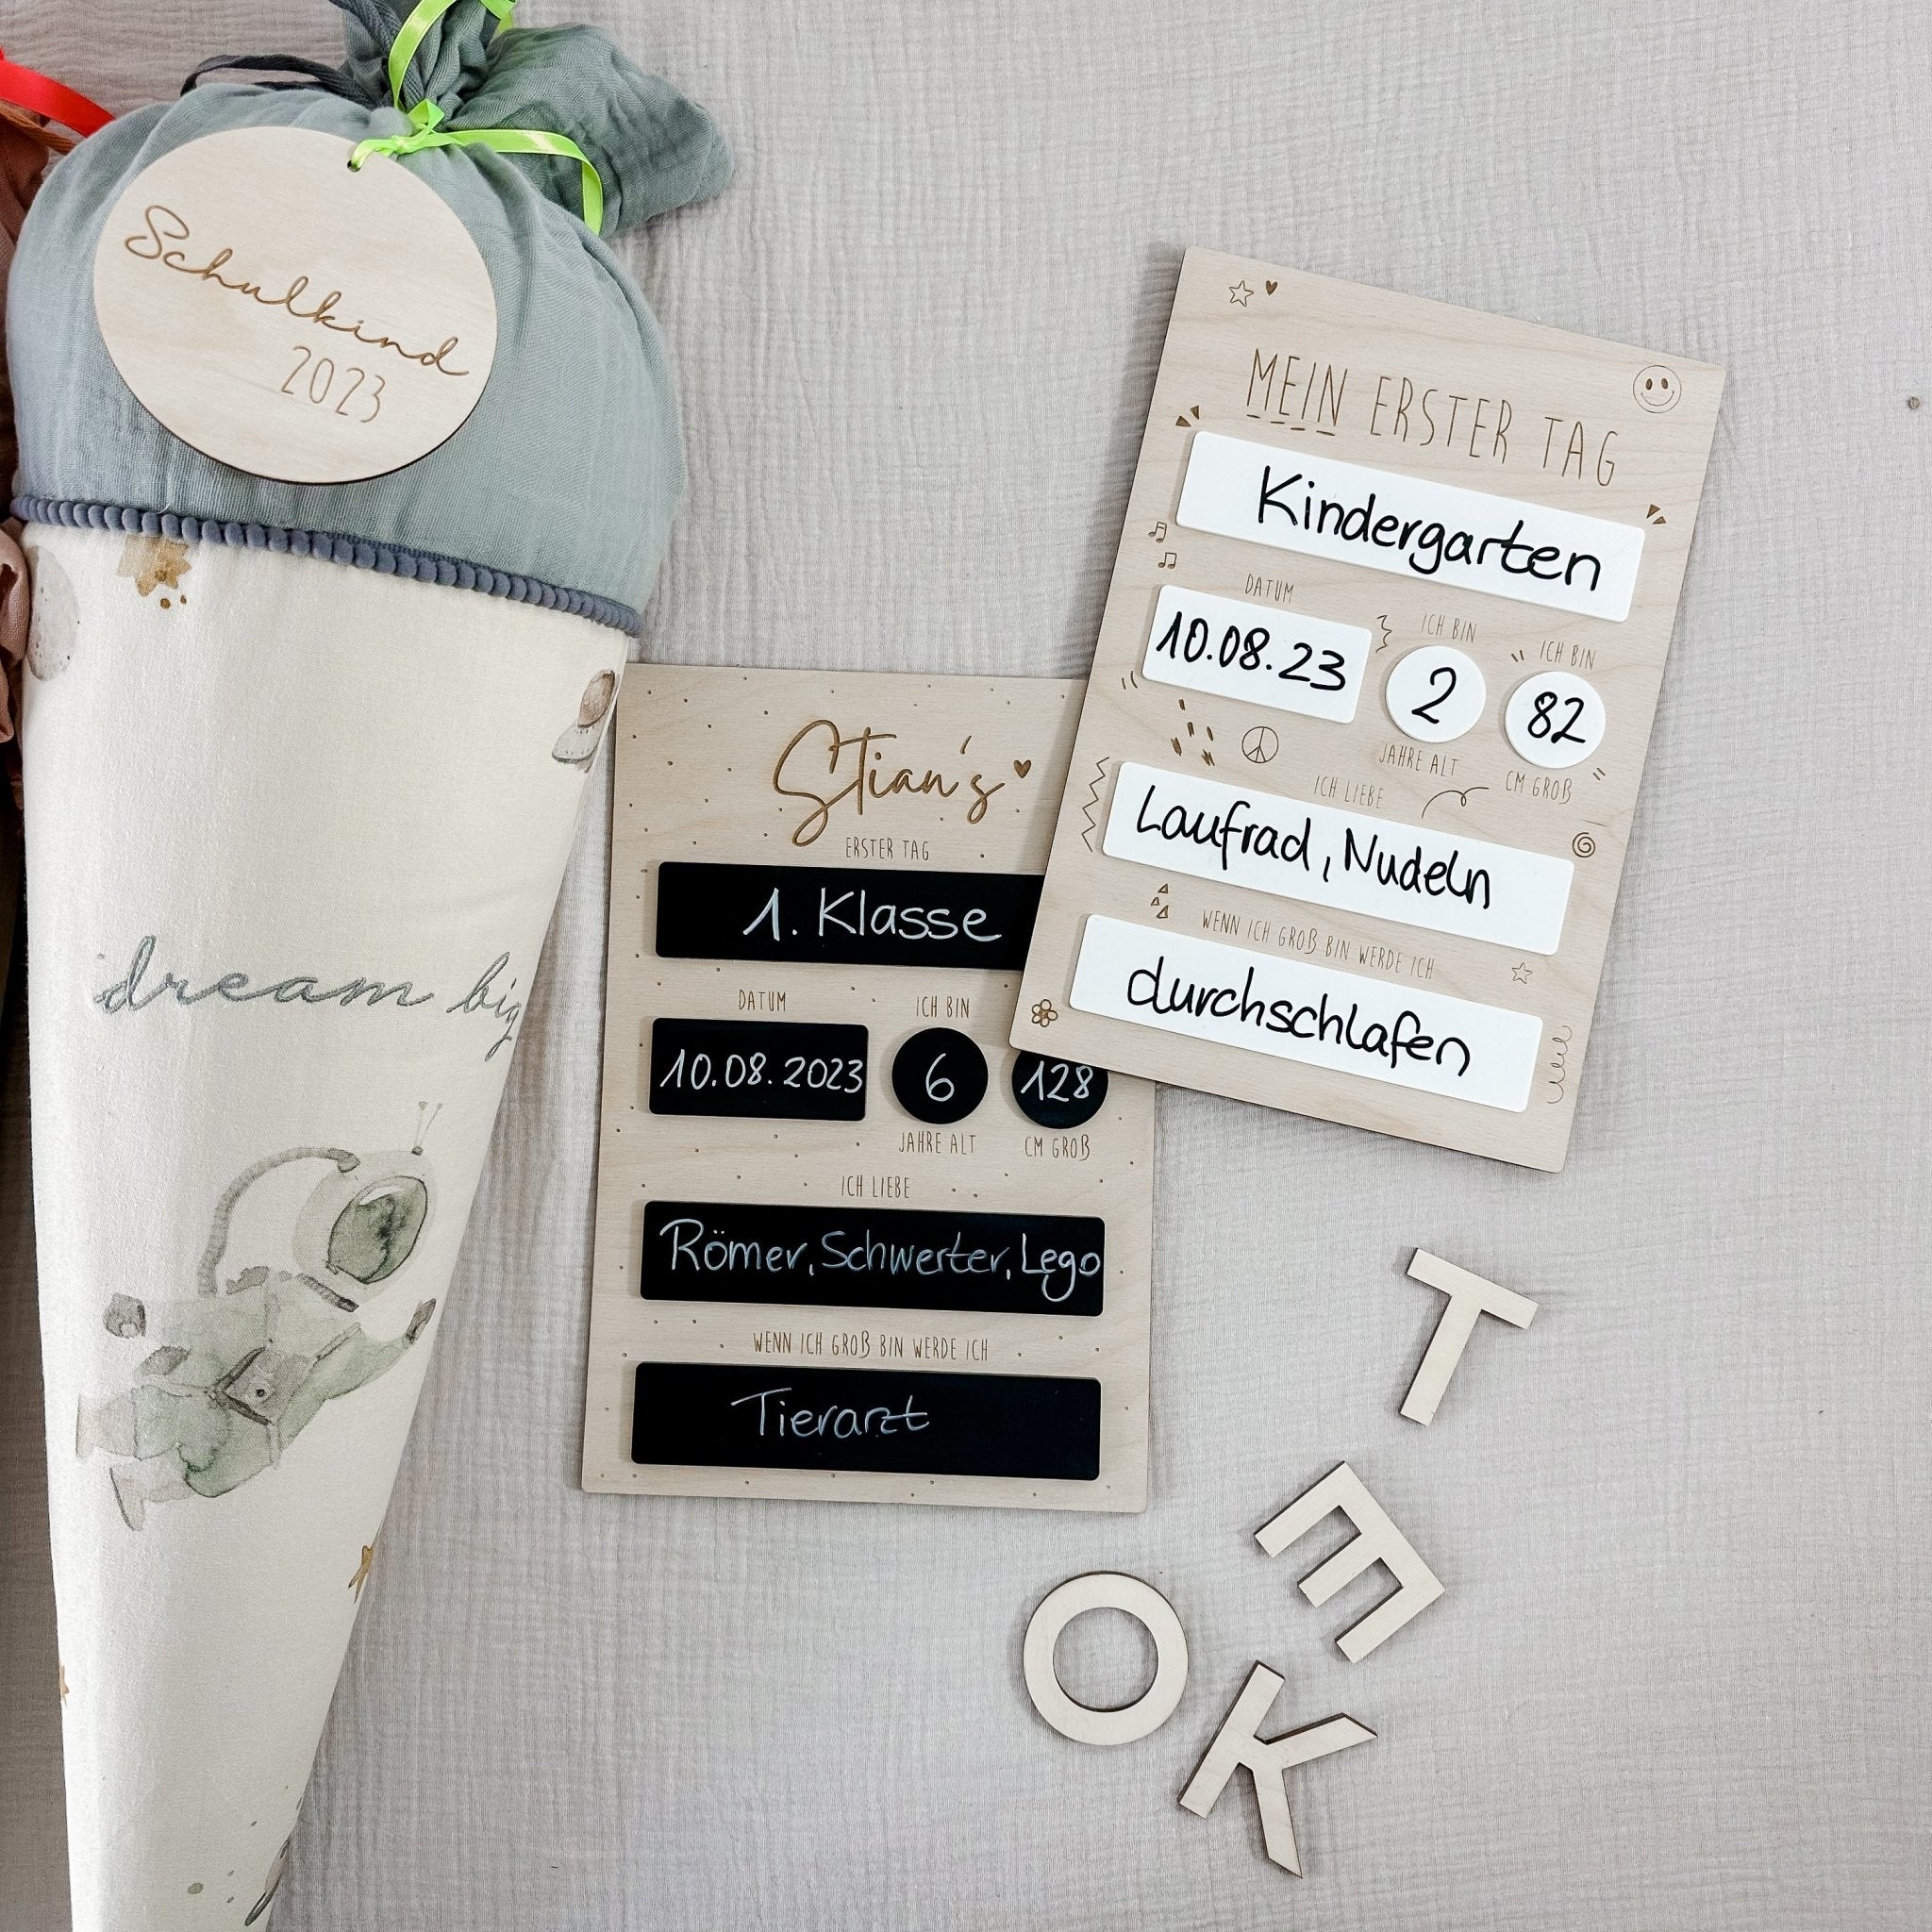 Schulkind
2023
dream big
Stian's
ERSTER TAG
1. Klasse
DATUM
ICH BIN
10.08.2023
6
128
JAHRE ALT
CM GROß
ICH LIEBE
Römer, Schwerter, Lego
WENN ICH GROß BIN WERDE ICH
Tierarzt
MEIN ERSTER TAG
Kindergarten
DATUM
ICH BIN
ICH BIN
10.08.23
2
82
JAHRE ALT
CM GROß
ICH LIEBE
Laufrad, Nudeln
WENN ICH GROß BIN WERDE ICH
durchschlafen
T
E
O
K